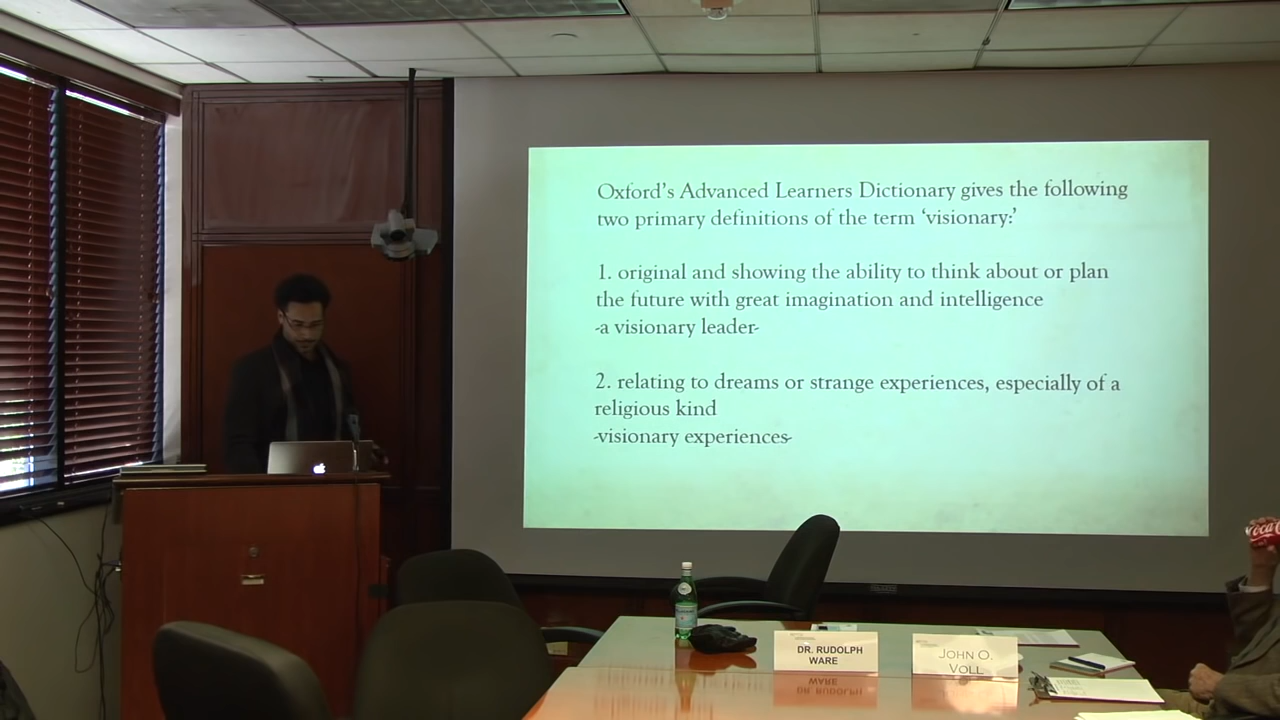 Oxford's Advanced Learners Dictionary gives the following
two primary definitions of the term 'visionary:'
1. original and showing the ability to think about or plan
the future with great imagination and intelligence
-a visionary leader-
2. relating to dreams or strange experiences, especially of a
religious kind
-visionary experiences-
Coca
DR. RUDOLPH
WARE
JOHN O.
VOLL